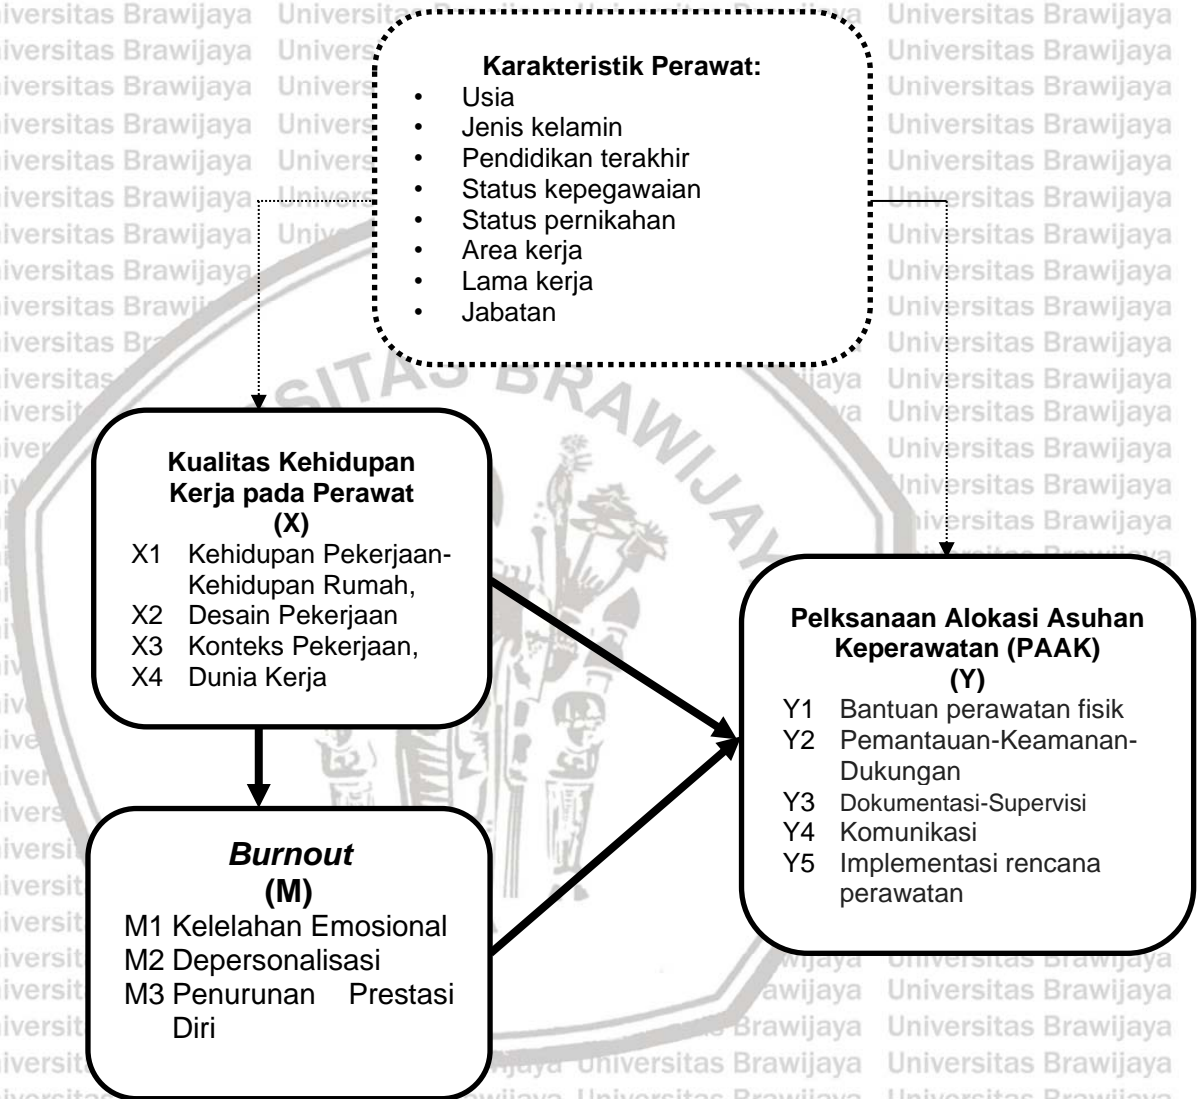 Karakteristik Perawat:
• Usia
• Jenis kelamin
• Pendidikan terakhir
• Status kepegawaian
• Status pernikahan
• Area kerja
• Lama kerja
• Jabatan
Kualitas Kehidupan
Kerja pada Perawat
(X)
X1 Kehidupan Pekerjaan-
Kehidupan Rumah,
X2 Desain Pekerjaan
X3 Konteks Pekerjaan,
X4 Dunia Kerja
Burnout
(M)
M1 Kelelahan Emosional
M2 Depersonalisasi
M3 Penurunan Prestasi
Diri
Pelksanaan Alokasi Asuhan
Keperawatan (PAAK)
(Y)
Y1 Bantuan perawatan fisik
Y2 Pemantauan-Keamanan-
Dukungan
Y3 Dokumentasi-Supervisi
Y4 Komunikasi
Y5 Implementasi rencana
perawatan
Universitas Brawijaya